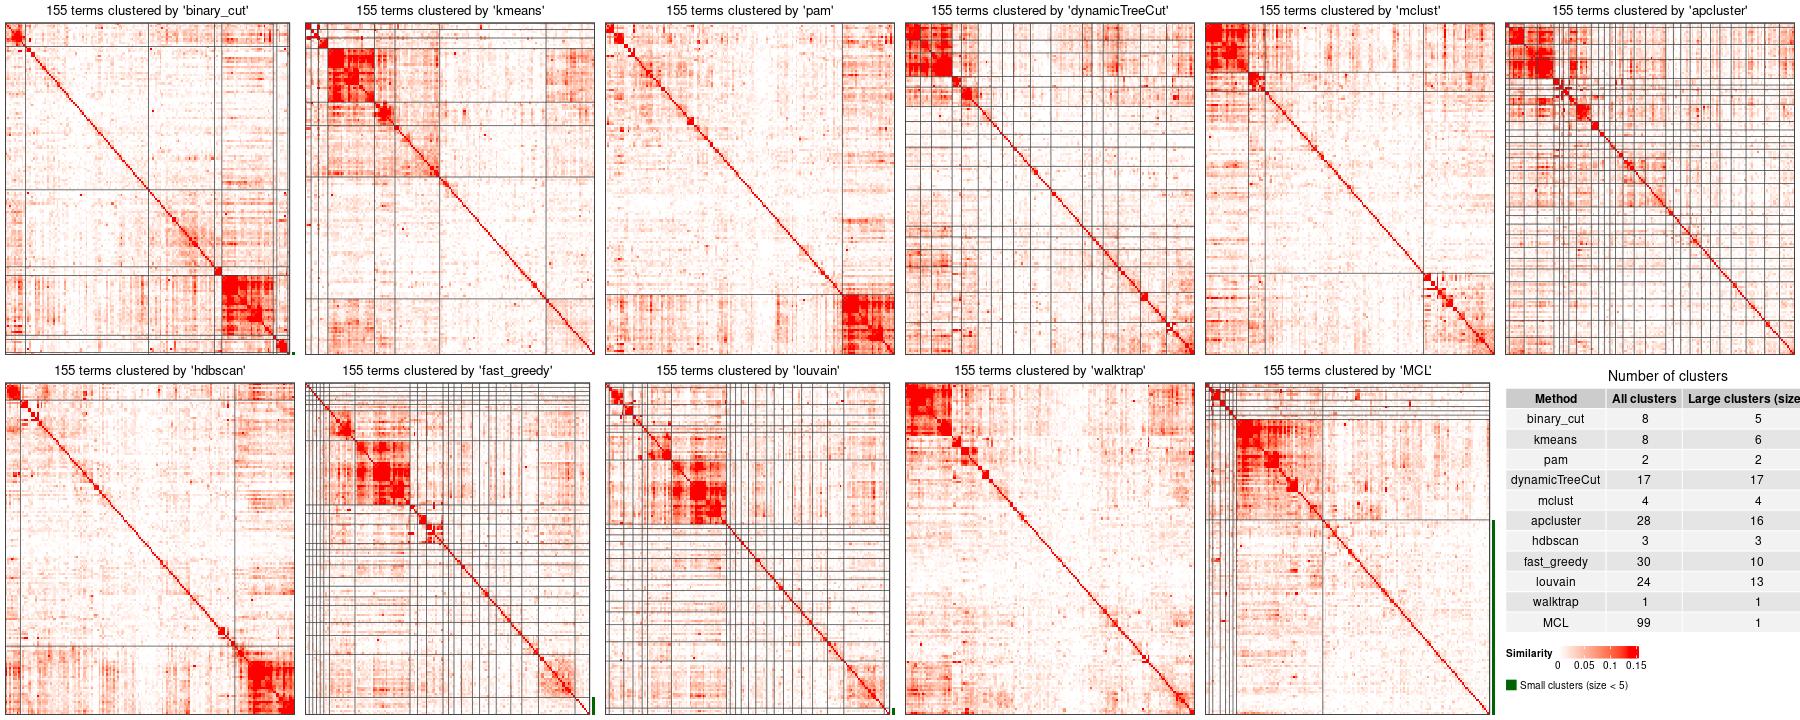 155 terms clustered by 'binary_cut'
155 terms clustered by 'kmeans'
155 terms clustered by 'pam'
155 terms clustered by 'dynamicTreeCut'
155 terms clustered by 'mclust'
155 terms clustered by 'apcluster'
155 terms clustered by 'hdbscan'
155 terms clustered by 'fast_greedy'
155 terms clustered by 'louvain'
155 terms clustered by 'walktrap'
155 terms clustered by 'MCL'
Number of clusters
Method All clusters Large clusters (size
binary_cut 8 5
kmeans 8 6
pam 2 2
dynamicTreeCut 17 17
mclust 4 4
apcluster 28 16
hdbscan 3 3
fast_greedy 30 10
louvain 24 13
walktrap 1 1
MCL 99 1
Similarity
0 0.05 0.1 0.15
Small clusters (size < 5)